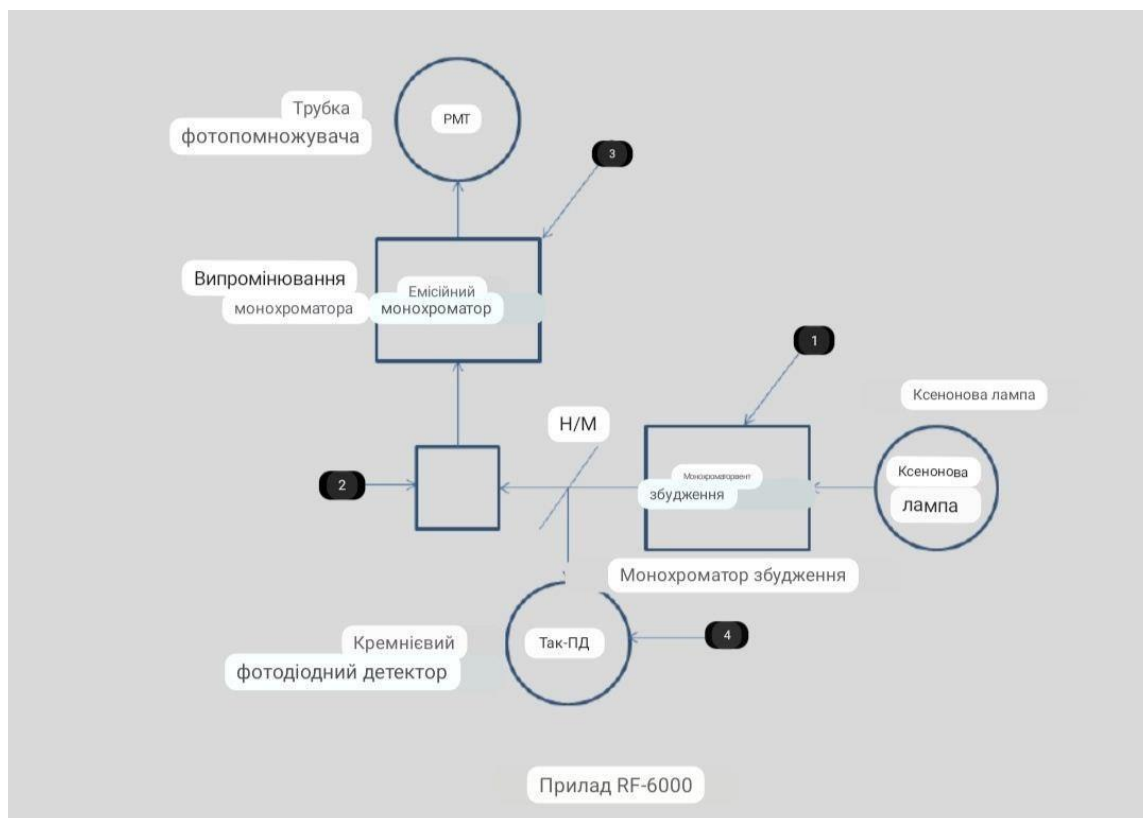 Трубка
фотопомножувача
РМТ
3
Випромінювання
монохроматора
Емісійний
монохроматор
1
Ксенонова лампа
Н/М
Ксенонова
лампа
збудження
2
Монохроматор збудження
Кремнієвий
фотодіодний детектор
Так-ПД
4
Прилад RF-6000